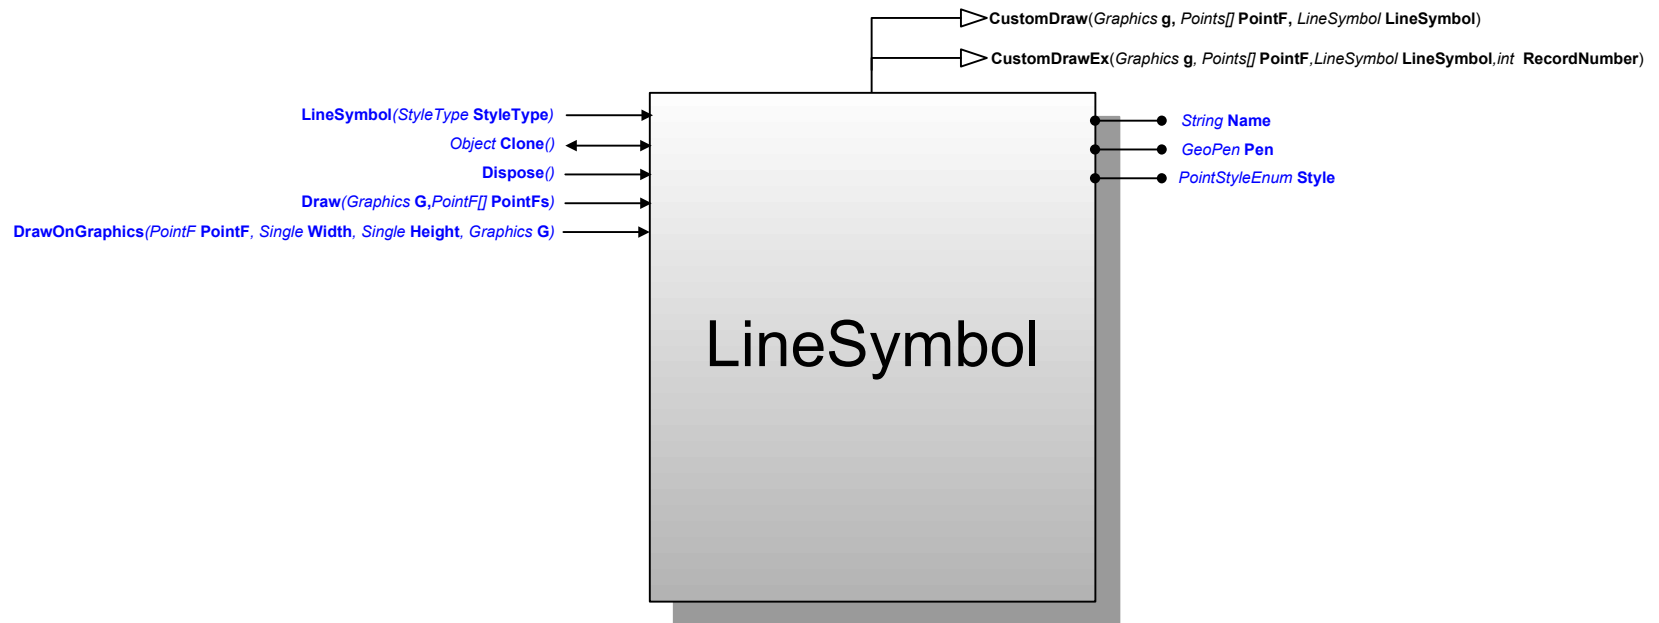 CustomDraw(Graphics g, Points[] PointF, LineSymbol LineSymbol)
CustomDrawEx(Graphics g, Points[] PointF,LineSymbol LineSymbol,int RecordNumber)
LineSymbol(StyleType StyleType)
Object Clone()
Dispose()
Draw(Graphics G,PointF[] PointFs)
DrawOnGraphics(PointF PointF, Single Width, Single Height, Graphics G)
String Name
GeoPen Pen
PointStyleEnum Style
LineSymbol